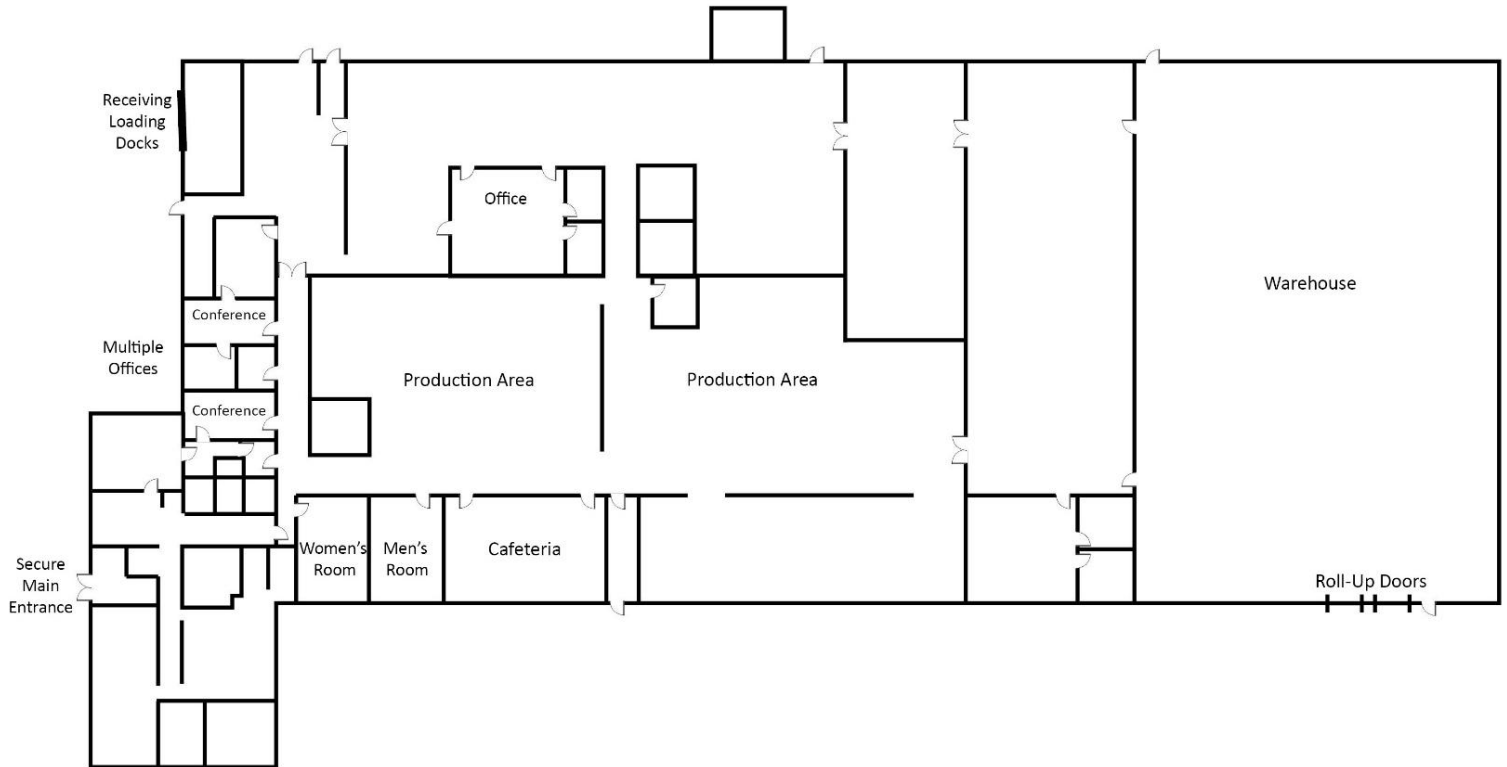 Receiving
Loading
Docks
Office
Conference
Warehouse
Multiple
Offices
Production Area
Production Area
Conference
Women's
Room
Men's
Room
Cafeteria
Secure
Main
Entrance
Roll-Up Doors